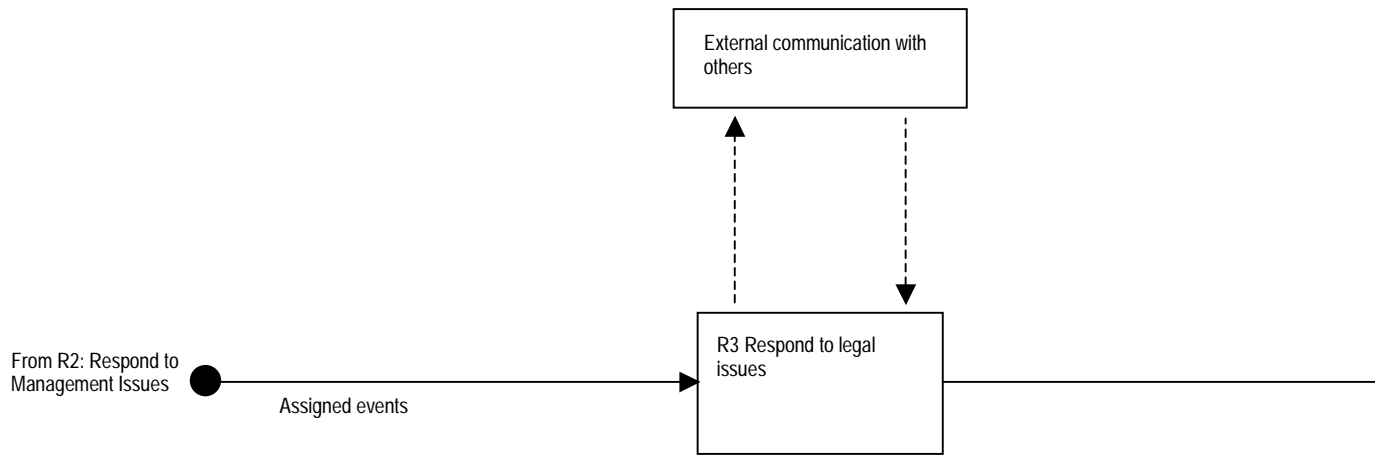 External communication with
others
From R2: Respond to
Management Issues
Assigned events
R3 Respond to legal
issues